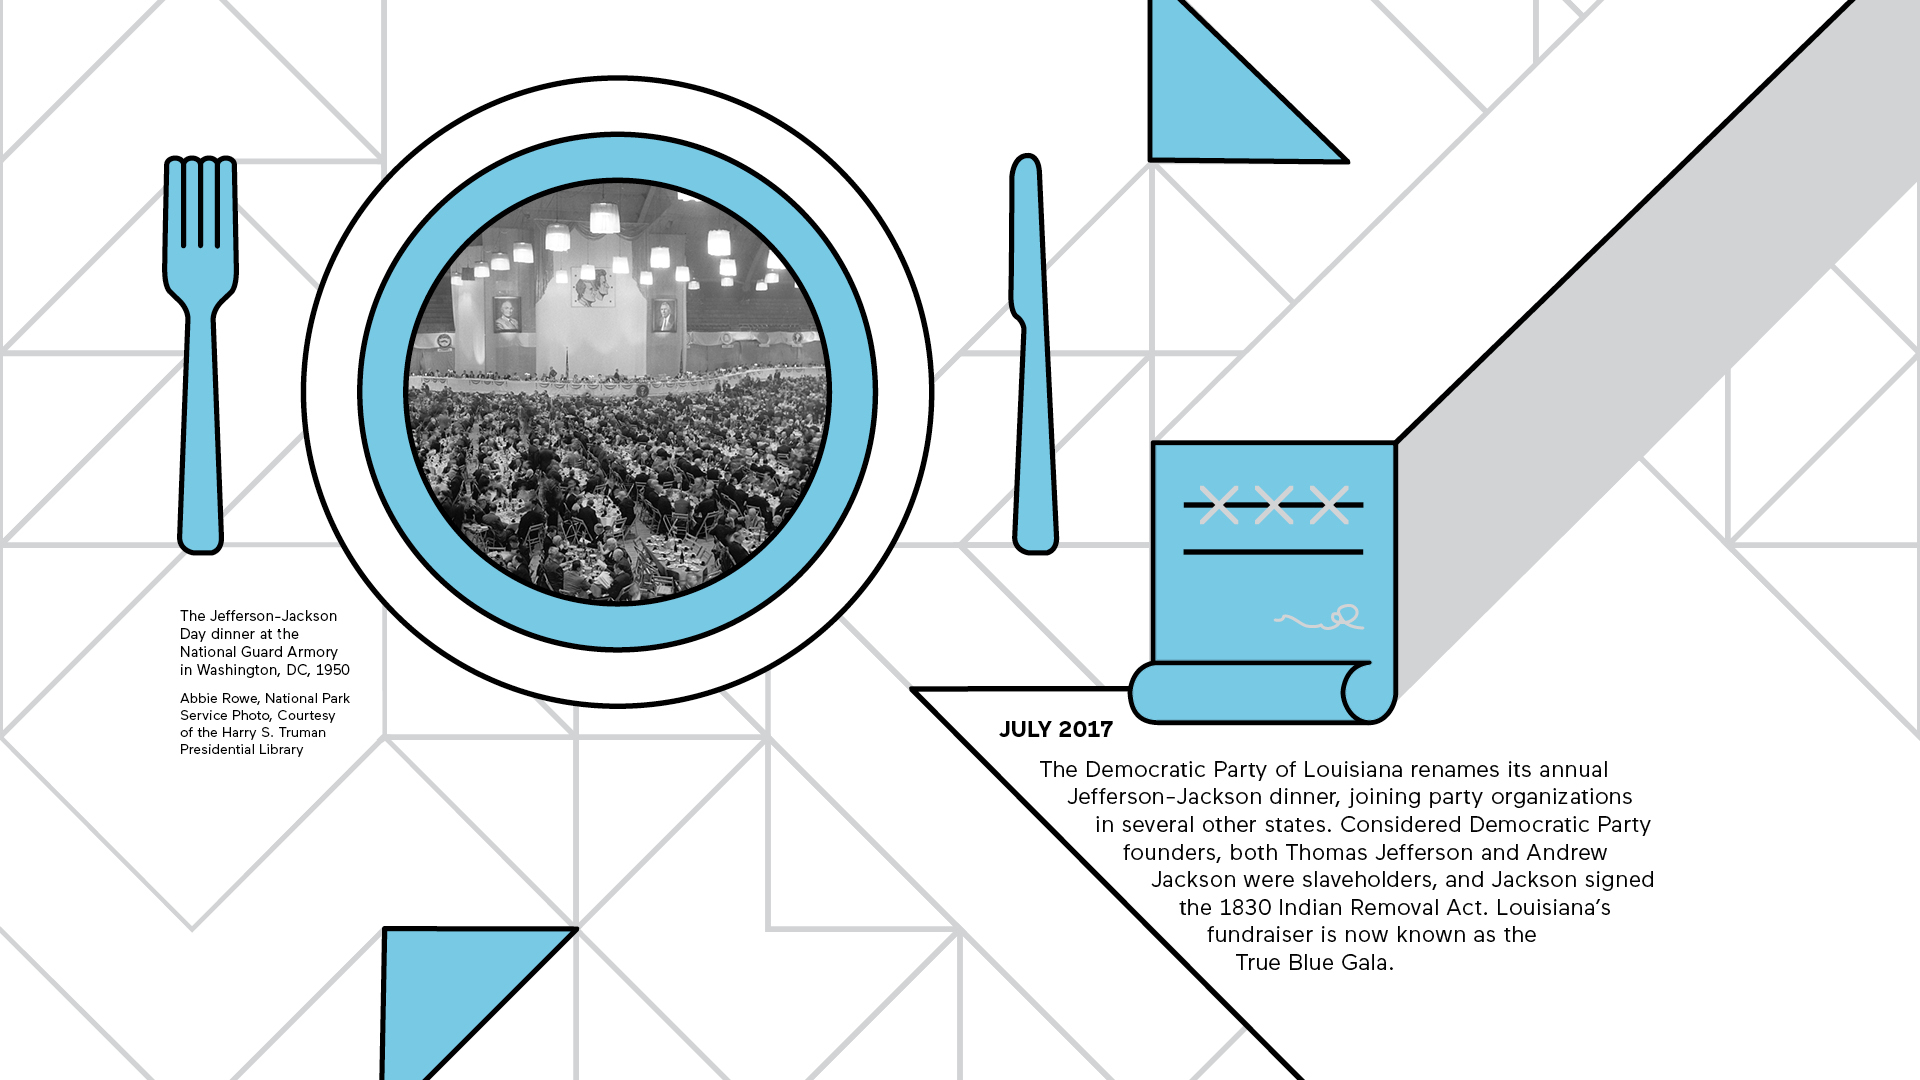 The Jefferson-Jackson
Day dinner at the
National Guard Armory
in Washington, DC, 1950
Abbie Rowe, National Park
Service Photo, Courtesy
of the Harry S. Truman
Presidential Library
JULY 2017
The Democratic Party of Louisiana renames its annual
Jefferson-Jackson dinner, joining party organizations
in several other states. Considered Democratic Party
founders, both Thomas Jefferson and Andrew
Jackson were slaveholders, and Jackson signed
the 1830 Indian Removal Act. Louisiana’s
fundraiser is now known as the
True Blue Gala.